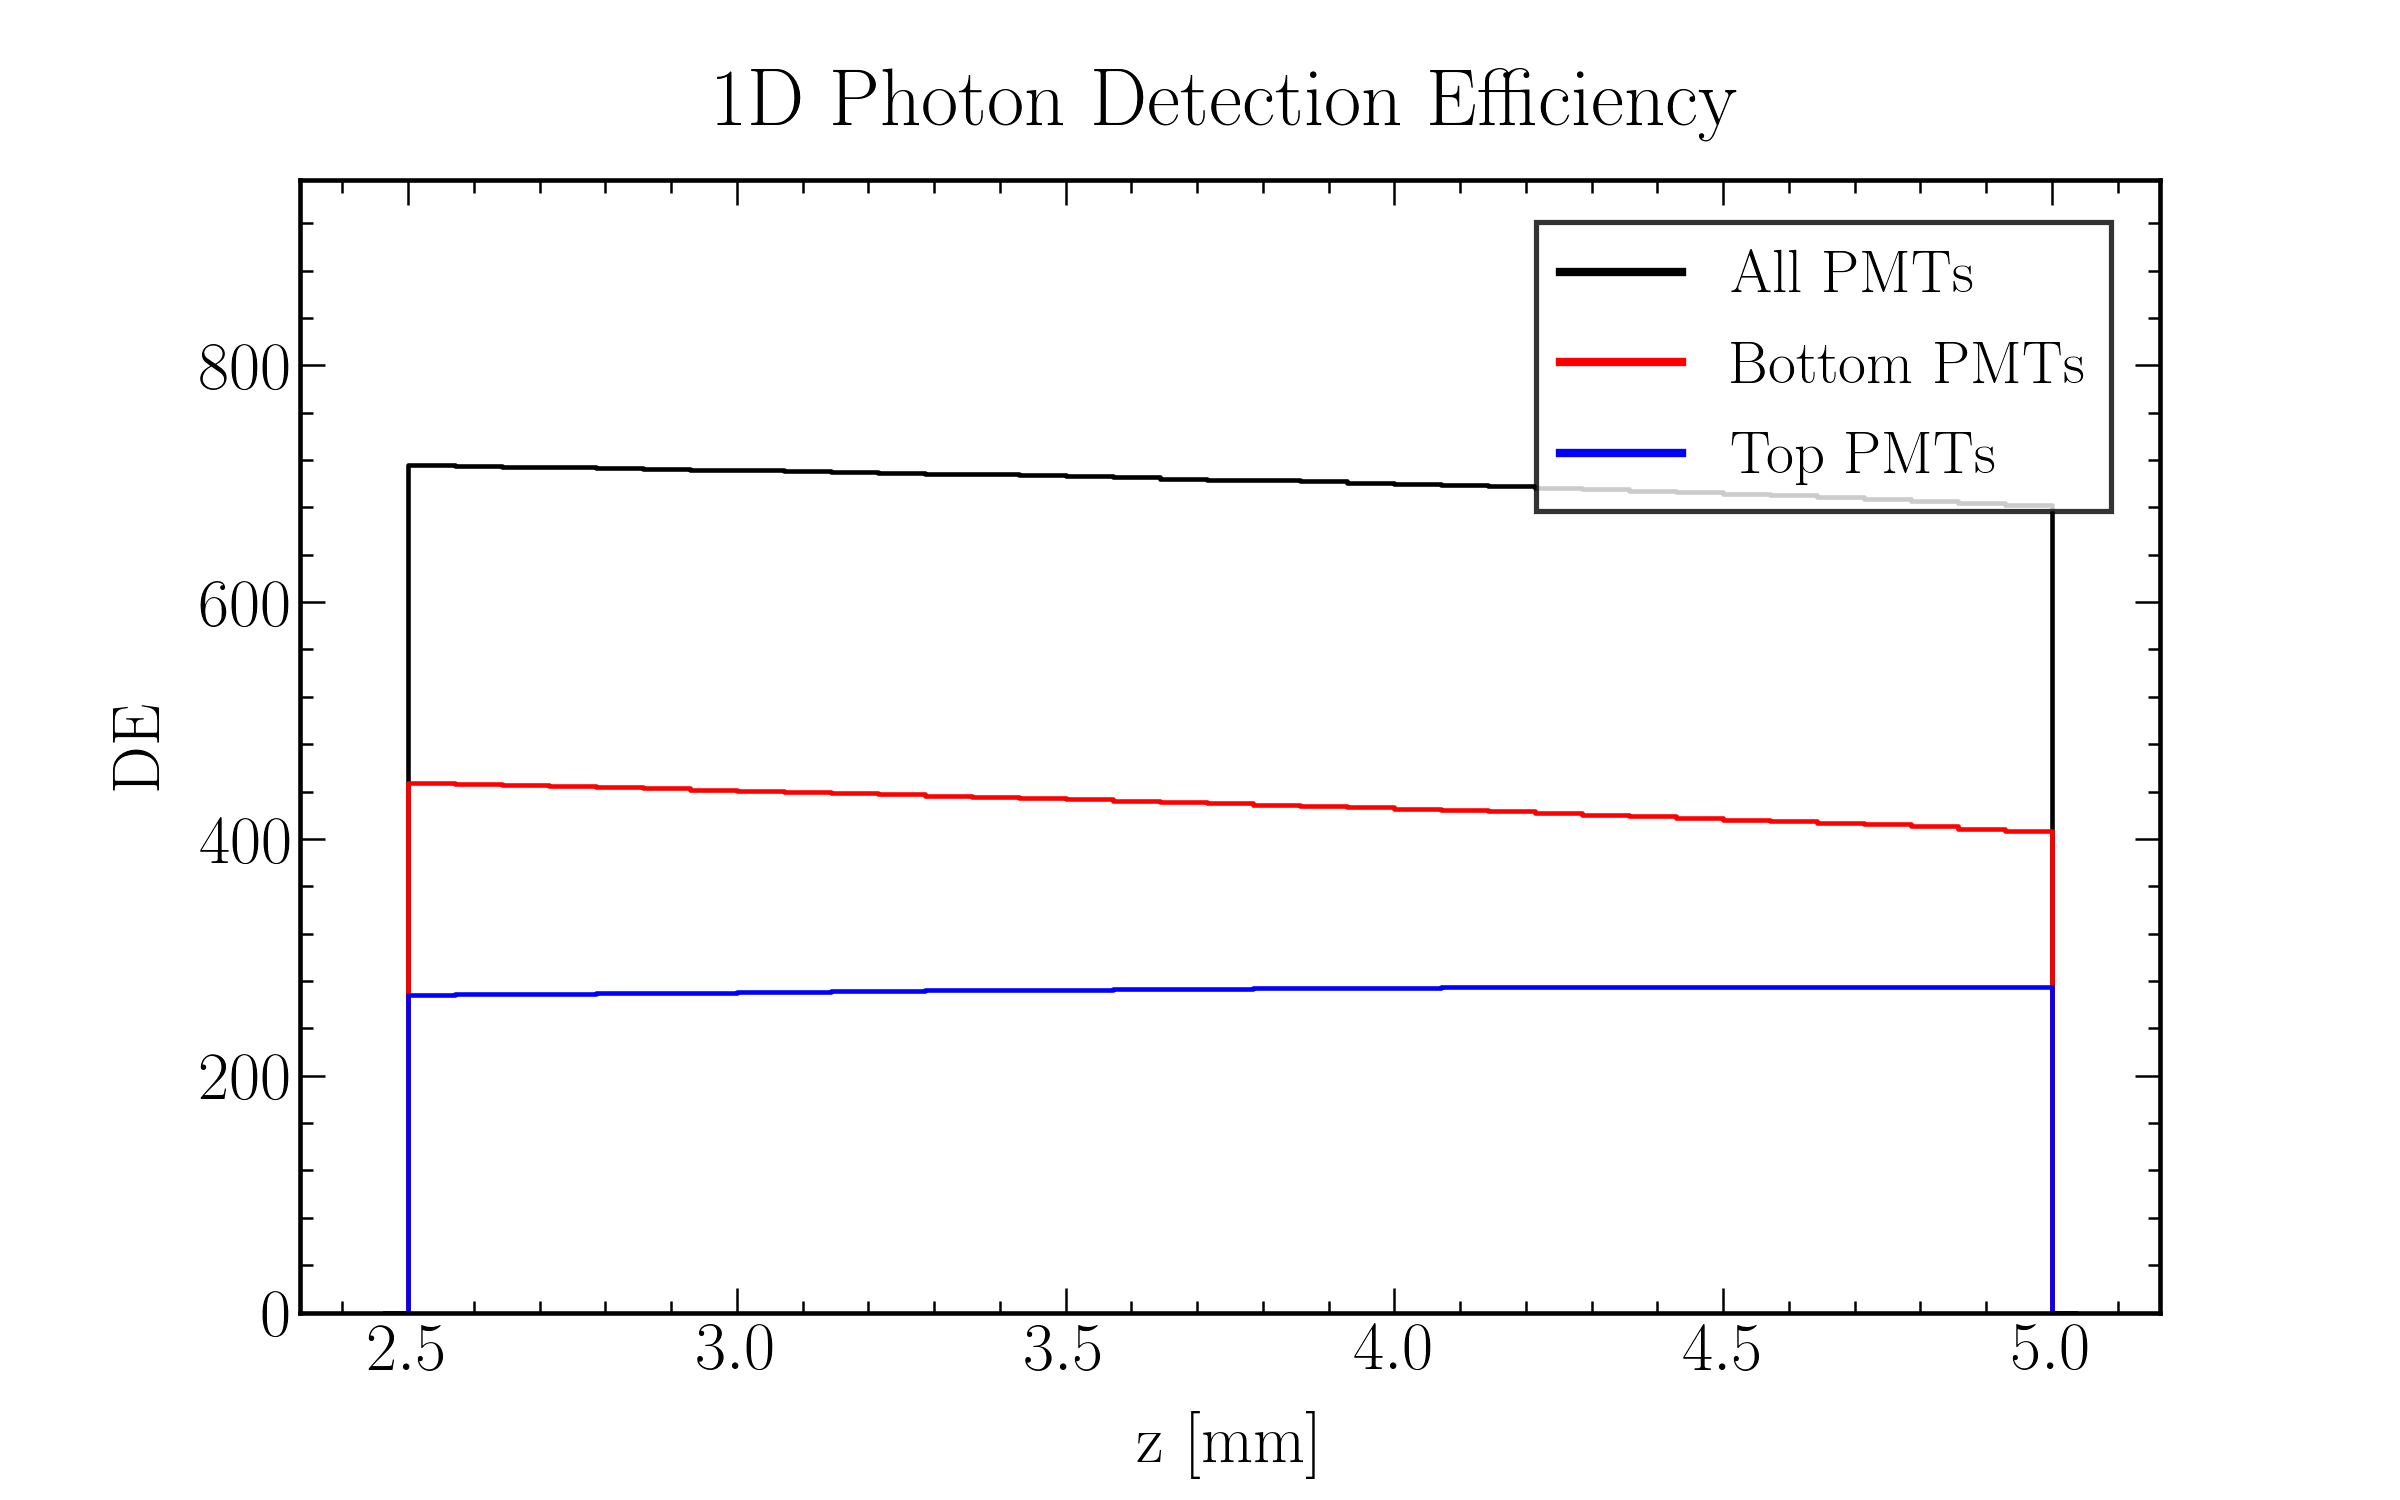 1D Photon Detection Efficiency
All PMTs
Bottom PMTs
Top PMTs
DE
800
600
400
200
0
2.5 3.0 3.5 4.0 4.5 5.0
z [mm]